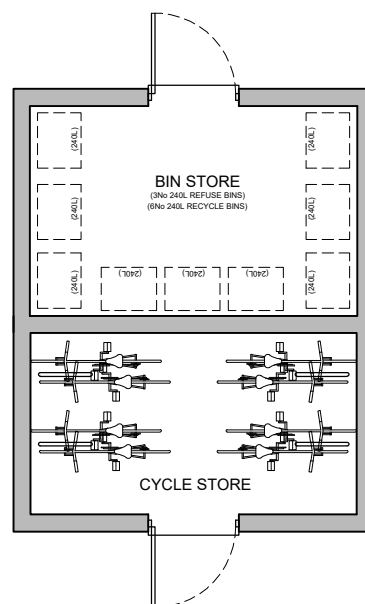 (240L)
(240L)
BIN STORE
(3No 240L REFUSE BINS)
(6No 240L RECYCLE BINS)
(240L)
(240L)
(240L)
(240L)
(240L)
(240L)
(240L)
CYCLE STORE